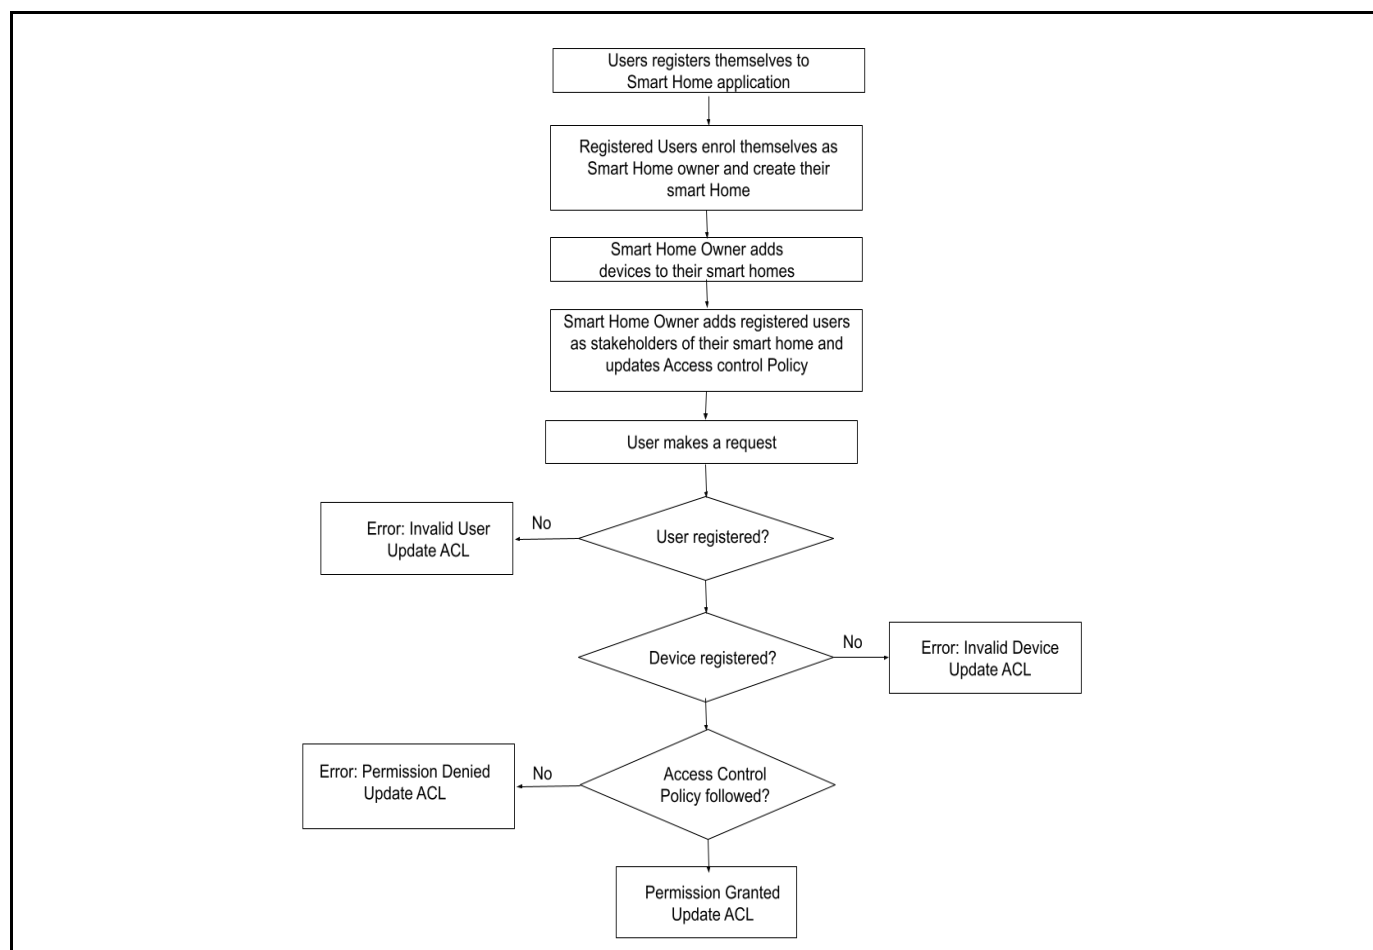 Users registers themselves to
Smart Home application
Registered Users enrol themselves as
Smart Home owner and create their
smart Home
Smart Home Owner adds
devices to their smart homes
Smart Home Owner adds registered users
as stakeholders of their smart home and
updates Access control Policy
User makes a request
Error: Invalid User
Update ACL
No
User registered?
Device registered?
No
Error: Invalid Device
Update ACL
Error: Permission Denied
Update ACL
No
Access Control
Policy followed?
Permission Granted
Update ACL